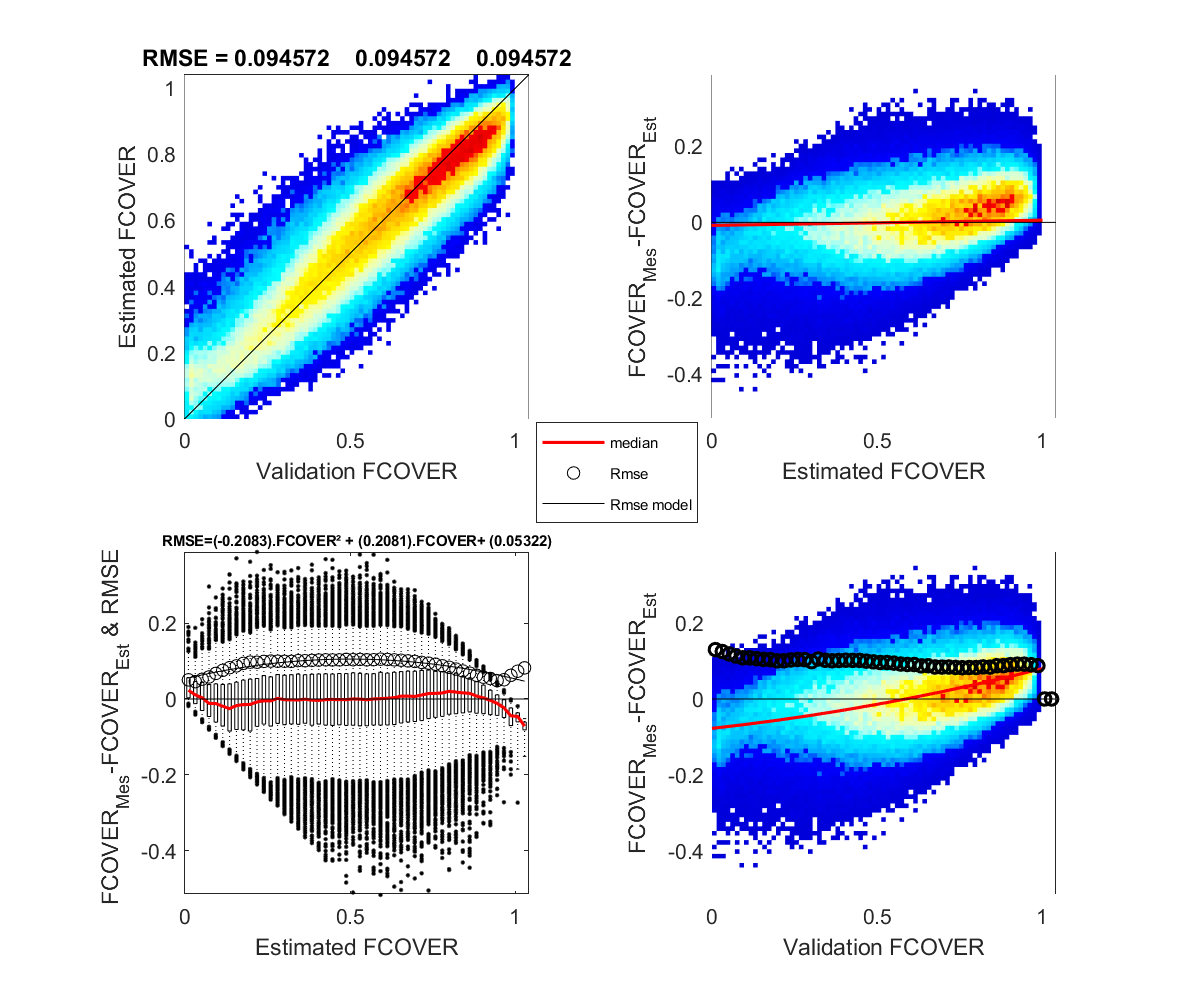 RMSE = 0.094572 0.094572 0.094572
Estimated FCOVER
1
0.8
0.6
0.4
0.2
0
0 0.5 1
Validation FCOVER
FCOVER_Mes-FCOVER_Est
0.2
0
-0.2
-0.4
0 0.5 1
Estimated FCOVER
median
Rmse
Rmse model
RMSE=(-0.2083).FCOVER² + (0.2081).FCOVER+ (0.05322)
FCOVER_Mes-FCOVER_Est & RMSE
0.2
0
-0.2
-0.4
0 0.5 1
Estimated FCOVER
FCOVER_Mes-FCOVER_Est
0.2
0
-0.2
-0.4
0 0.5 1
Validation FCOVER